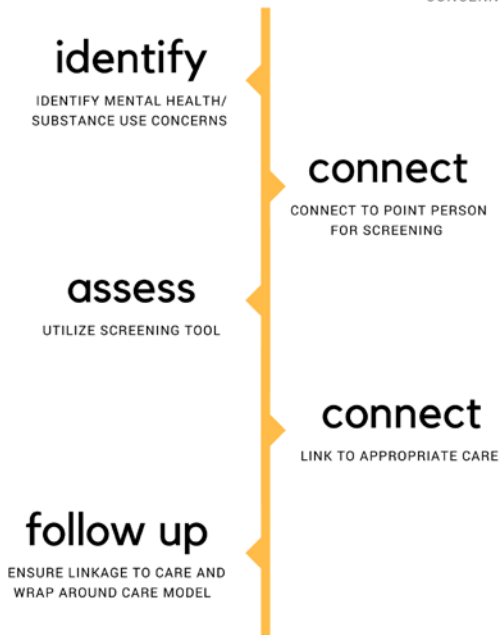 identify
IDENTIFY MENTAL HEALTH/
SUBSTANCE USE CONCERNS
connect
CONNECT TO POINT PERSON
FOR SCREENING
assess
UTILIZE SCREENING TOOL
connect
LINK TO APPROPRIATE CARE
follow up
ENSURE LINKAGE TO CARE AND
WRAP AROUND CARE MODEL